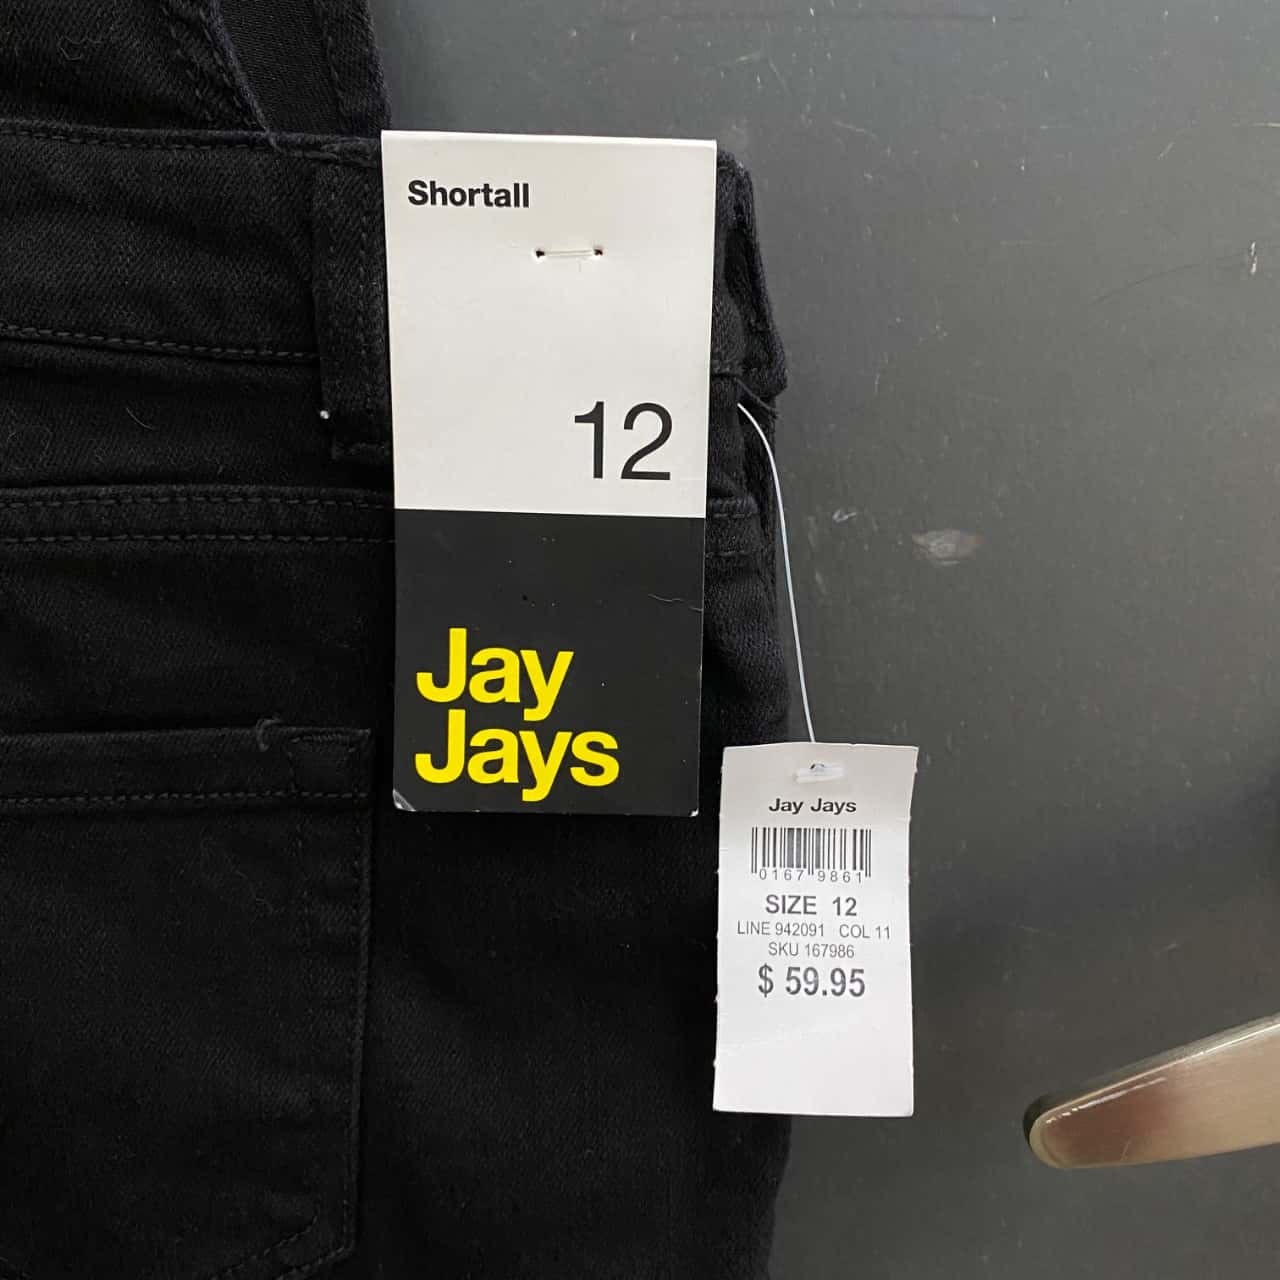 Shortall
12
Jay
Jays
Jay Jays
0167 9861
SIZE 12
LINE 942091 COL 11
SKU 167986
$ 59.95